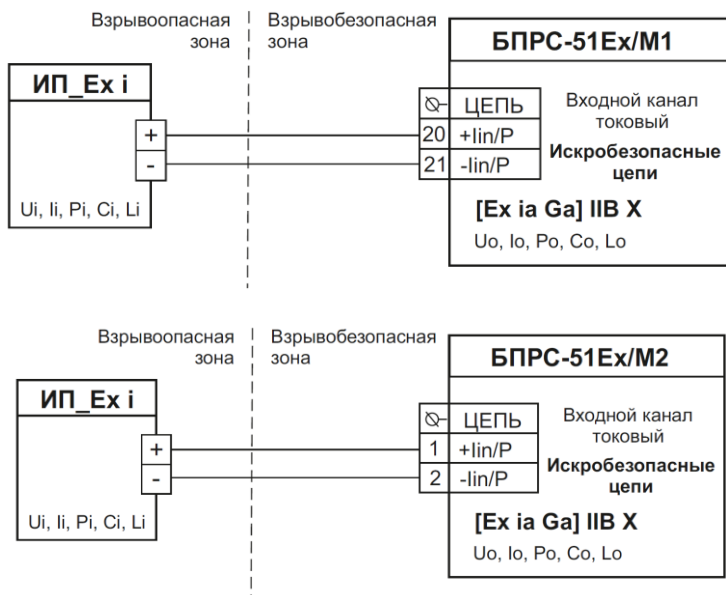 Взрывоопасная зона
Взрывобезопасная зона
БПРС-51Ex/M1
ИП_Ex i
ЦЕПЬ
Входной канал токовый
+
20 +Iin/P
-
21 -Iin/P
Искробезопасные цепи
Ui, Ii, Pi, Ci, Li
[Ex ia Ga] IIB X
Uo, Io, Po, Co, Lo
Взрывоопасная зона
Взрывобезопасная зона
БПРС-51Ex/M2
ИП_Ex i
ЦЕПЬ
Входной канал токовый
+
1 +Iin/P
-
2 -Iin/P
Искробезопасные цепи
Ui, Ii, Pi, Ci, Li
[Ex ia Ga] IIB X
Uo, Io, Po, Co, Lo